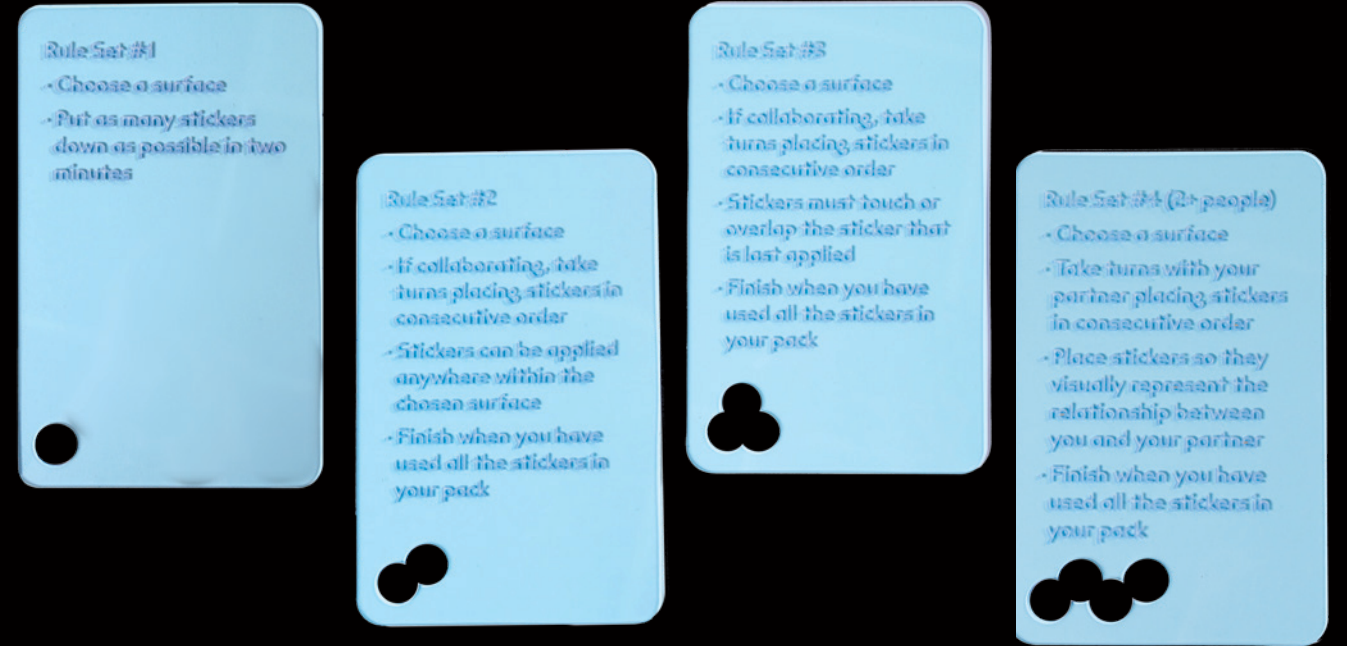 Rule Set #1
· Choose a surface
· Put as many stickers
down as possible in two
minutes
Rule Set #2
· Choose a surface
· If collaborating, take
turns placing stickers in
consecutive order
· Stickers can be applied
anywhere within the
chosen surface
· Finish when you have
used all the stickers in
your pack
Rule Set #3
· Choose a surface
· If collaborating, take
turns placing stickers in
consecutive order
· Stickers must touch or
overlap the sticker that
is last applied
· Finish when you have
used all the stickers in
your pack
Rule Set #4 (2+ people)
· Choose a surface
· Take turns with your
partner placing stickers
in consecutive order
· Place stickers so they
visually represent the
relationship between
you and your partner
· Finish when you have
used all the stickers in
your pack